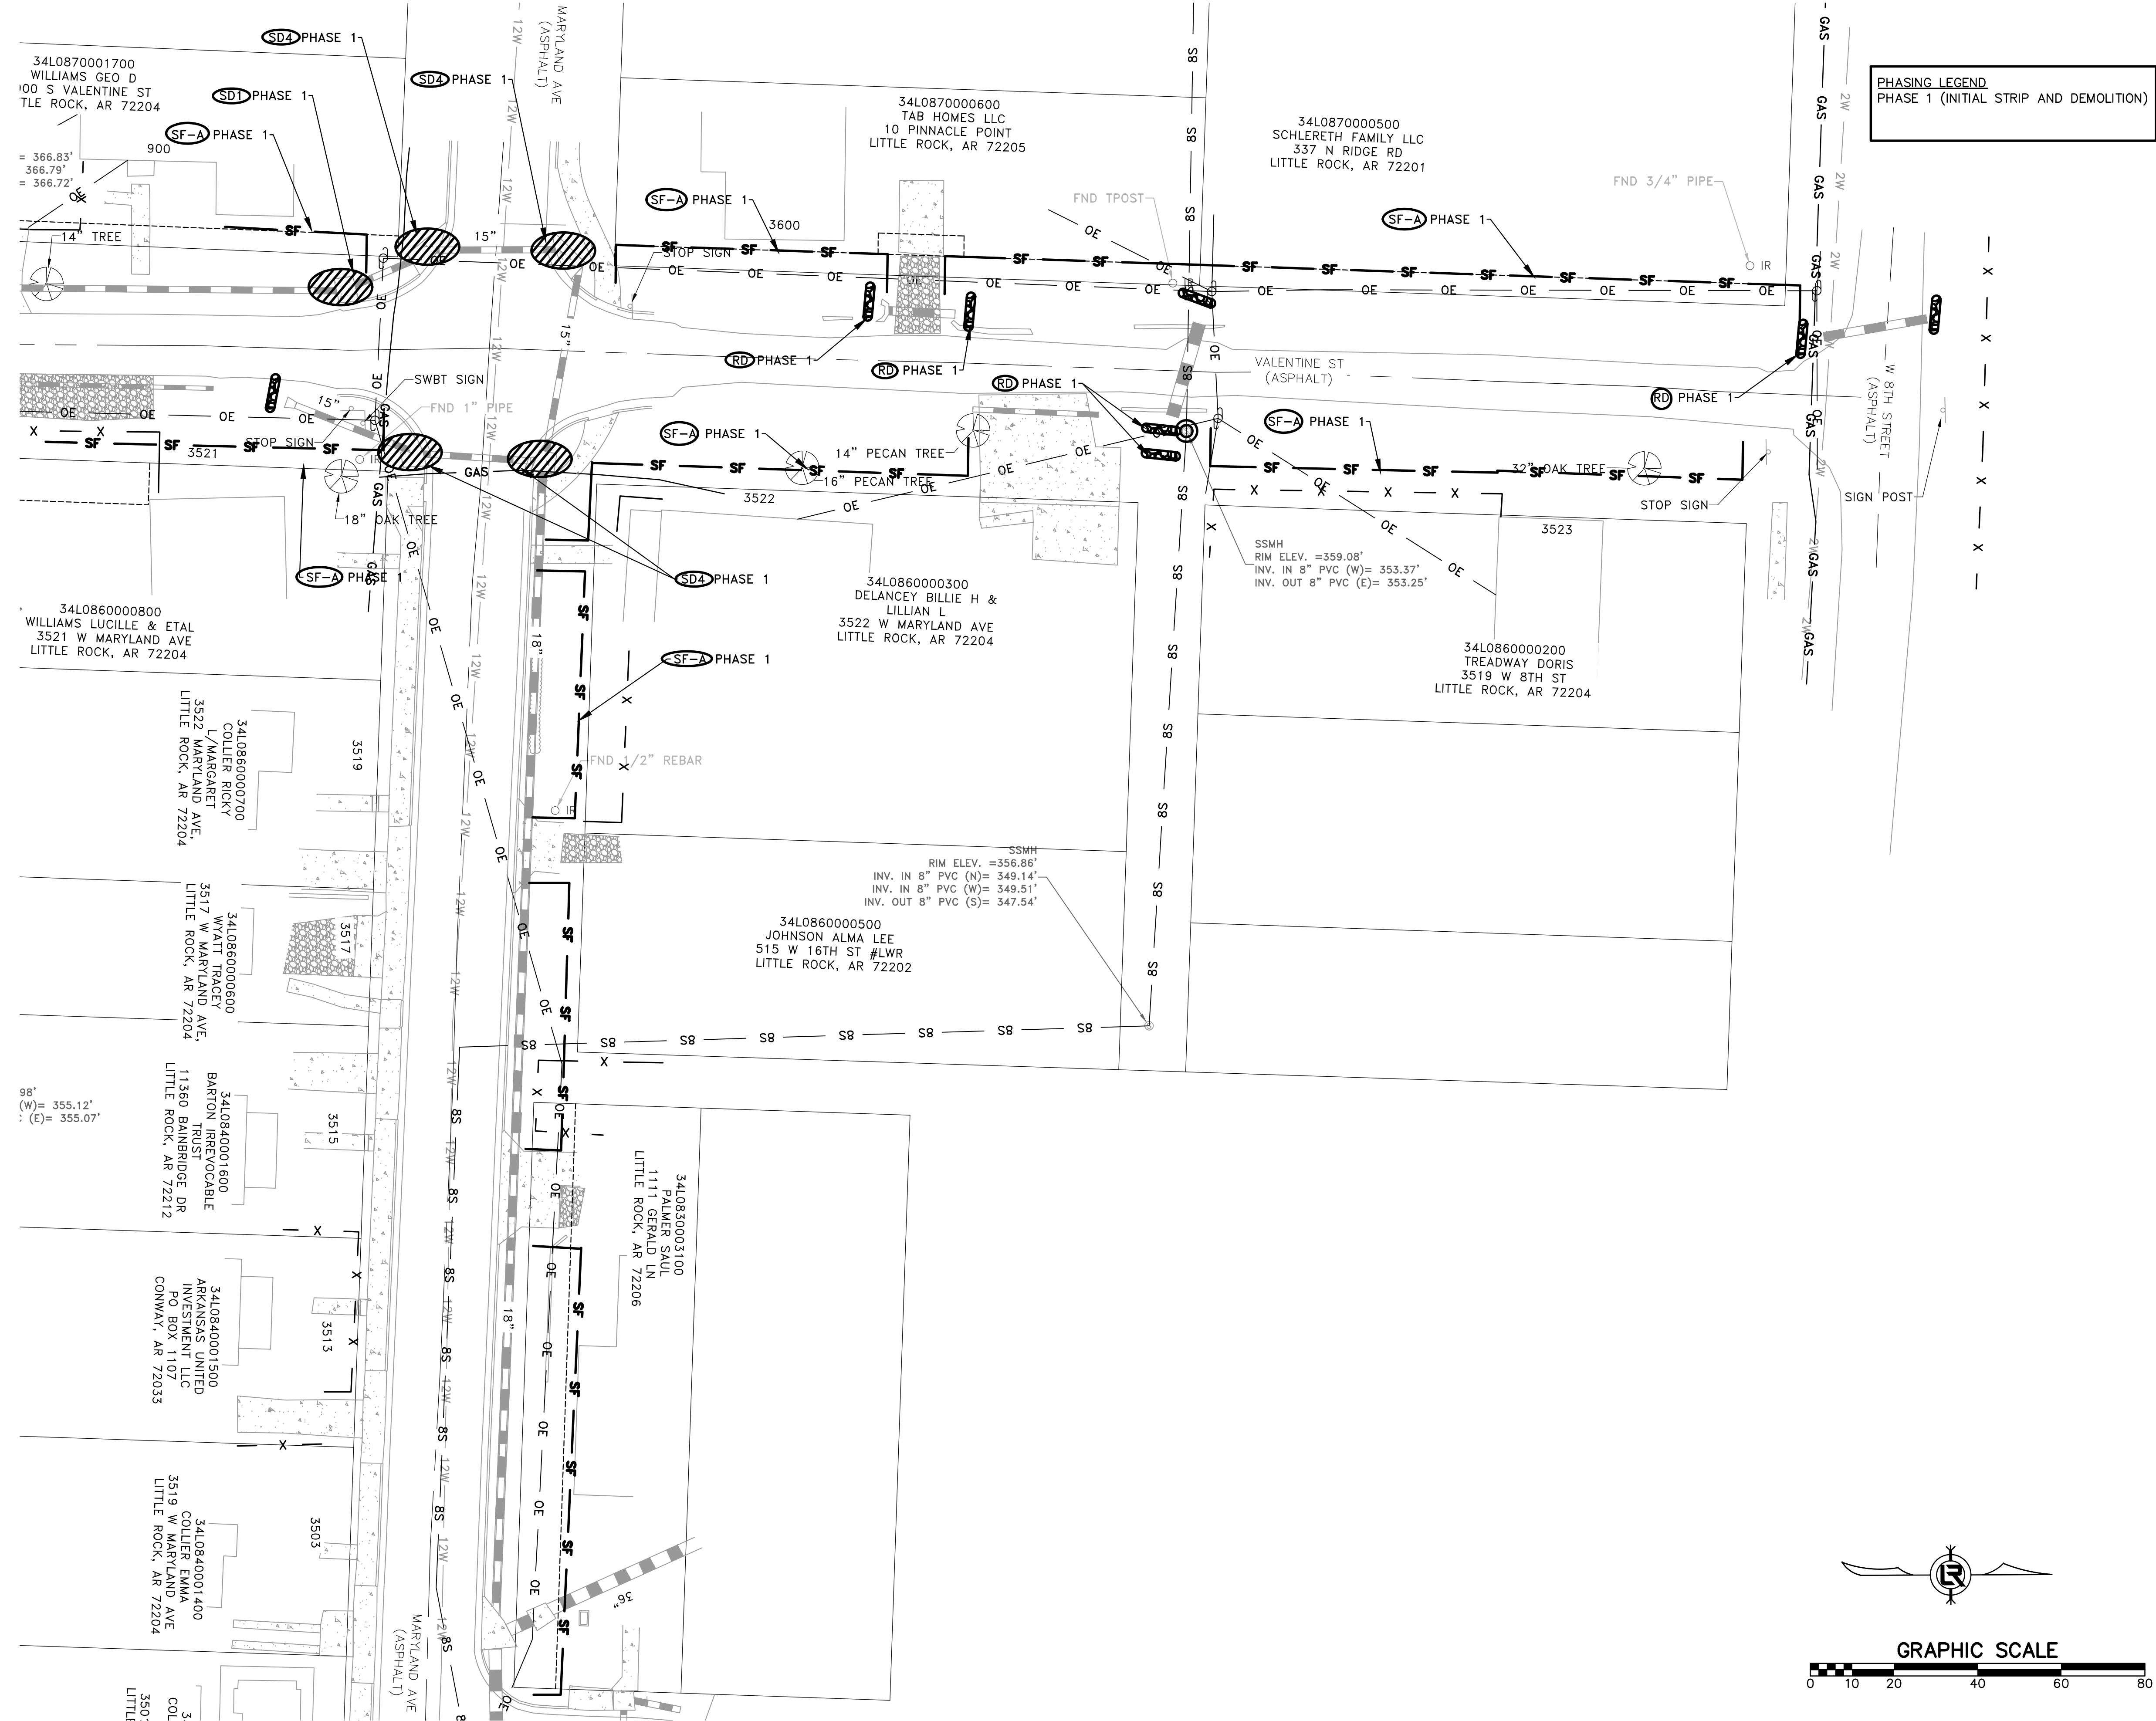 PHASING LEGEND
PHASE 1 (INITIAL STRIP AND DEMOLITION)
SD4 PHASE 1
SD4 PHASE 1
SD1 PHASE 1
SF-A PHASE 1
34L0870001700
WILLIAMS GEO D
00 S VALENTINE ST
TLE ROCK, AR 72204
900
= 366.83'
366.79'
= 366.72'
14" TREE
MARYLAND AVE
(ASPHALT)
34L0870000600
TAB HOMES LLC
10 PINNACLE POINT
LITTLE ROCK, AR 72205
34L0870000500
SCHLERETH FAMILY LLC
337 N RIDGE RD
LITTLE ROCK, AR 72201
FND 3/4" PIPE
FND TPOST
SF-A PHASE 1
3600
SF-A PHASE 1
15"
STOP SIGN
IR
15"
RD PHASE 1
RD PHASE 1
RD PHASE 1
RD PHASE 1
VALENTINE ST
(ASPHALT)
W 8TH STREET
(ASPHALT)
SWBT SIGN
FND 1" PIPE
15"
STOP SIGN
IR
3521
18" OAK TREE
SF-A PHASE 1
SF-A PHASE 1
14" PECAN TREE
16" PECAN TREE
3522
SF-A PHASE 1
32" OAK TREE
STOP SIGN
SIGN POST
3523
SSMH
RIM ELEV. =359.08'
INV. IN 8" PVC (W)= 353.37'
INV. OUT 8" PVC (E)= 353.25'
SD4 PHASE 1
SF-A PHASE 1
34L0860000800
WILLIAMS LUCILLE & ETAL
3521 W MARYLAND AVE
LITTLE ROCK, AR 72204
34L0860000300
DELANCEY BILLIE H &
LILLIAN L
3522 W MARYLAND AVE
LITTLE ROCK, AR 72204
34L0860000200
TREADWAY DORIS
3519 W 8TH ST
LITTLE ROCK, AR 72204
18"
FND 1/2" REBAR
IR
34L0860000700
COLLIER RICKY
L/MARGARET
3522 MARYLAND AVE,
LITTLE ROCK, AR 72204
3519
SSMH
RIM ELEV. =356.86'
INV. IN 8" PVC (N)= 349.14'
INV. IN 8" PVC (W)= 349.51'
INV. OUT 8" PVC (S)= 347.54'
34L0860000500
JOHNSON ALMA LEE
515 W 16TH ST #LWR
LITTLE ROCK, AR 72202
34L0860000600
WYATT TRACEY
3517 W MARYLAND AVE,
LITTLE ROCK, AR 72204
3517
98'
(W)= 355.12'
(E)= 355.07'
34L0840001600
BARTON IRREVOCABLE
TRUST
11360 BAINBRIDGE DR
LITTLE ROCK, AR 72212
3515
34L0830003100
PALMER SAUL
1111 GERALD LN
LITTLE ROCK, AR 72206
34L0840001500
ARKANSAS UNITED
INVESTMENT LLC
PO BOX 1107
CONWAY, AR 72033
3513
18"
34L0840001400
COLLIER EMMA
3519 W MARYLAND AVE
LITTLE ROCK, AR 72204
3503
36"
MARYLAND AVE
(ASPHALT)
COL
350
LITTLE
LR
GRAPHIC SCALE
0 10 20 40 60 80